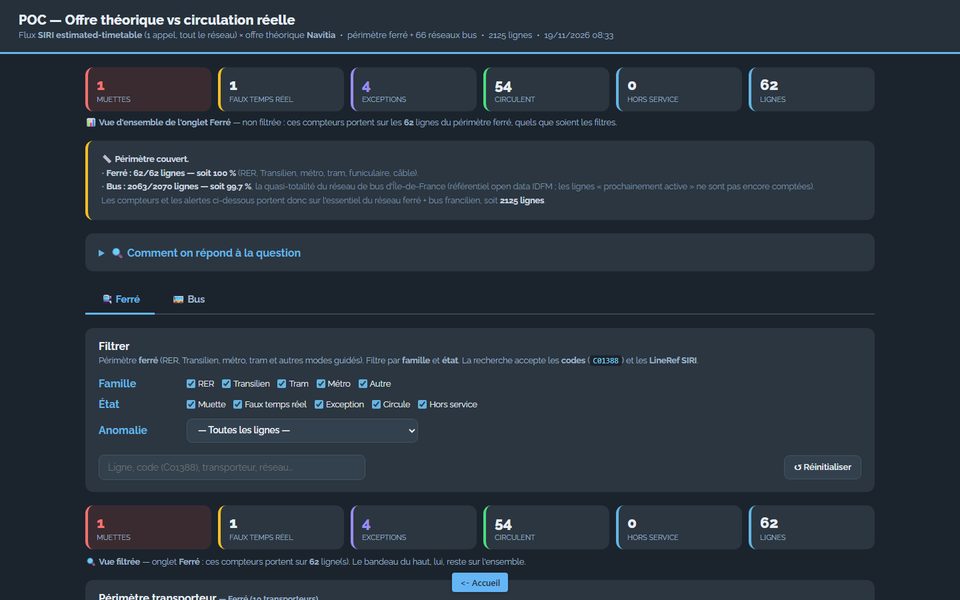 POC — Offre théorique vs circulation réelle
Flux SIRI estimated-timetable (1 appel, tout le réseau) × offre théorique Navitia • périmètre ferré + 66 réseaux bus • 2125 lignes • 19/11/2026 08:33
1
MUETTES
1
FAUX TEMPS RÉEL
4
EXCEPTIONS
54
CIRCULENT
0
HORS SERVICE
62
LIGNES
Vue d'ensemble de l'onglet Ferré — non filtrée : ces compteurs portent sur les 62 lignes du périmètre ferré, quels que soient les filtres.
Périmètre couvert.
· Ferré : 62/62 lignes — soit 100 % (RER, Transilien, métro, tram, funiculaire, câble).
· Bus : 2063/2070 lignes — soit 99.7 %, la quasi-totalité du réseau de bus d'Île-de-France (référentiel open data IDFM ; les lignes « prochainement active » ne sont pas encore comptées).
Les compteurs et les alertes ci-dessous portent donc sur l'essentiel du réseau ferré + bus francilien, soit 2125 lignes.
▶ Comment on répond à la question
Ferré
Bus
Filtrer
Périmètre ferré (RER, Transilien, métro, tram et autres modes guidés). Filtre par famille et état. La recherche accepte les codes ( C01388 ) et les LineRef SIRI.
Famille RER Transilien Tram Métro Autre
État Muette Faux temps réel Exception Circule Hors service
Anomalie — Toutes les lignes —
Ligne, code (C01388), transporteur, réseau…
↺ Réinitialiser
1
MUETTES
1
FAUX TEMPS RÉEL
4
EXCEPTIONS
54
CIRCULENT
0
HORS SERVICE
62
LIGNES
Vue filtrée — onglet Ferré : ces compteurs portent sur 62 ligne(s). Le bandeau du haut, lui, reste sur l'ensemble.
<- Accueil
Périmètre transporteur — Ferré (10 transporteurs)